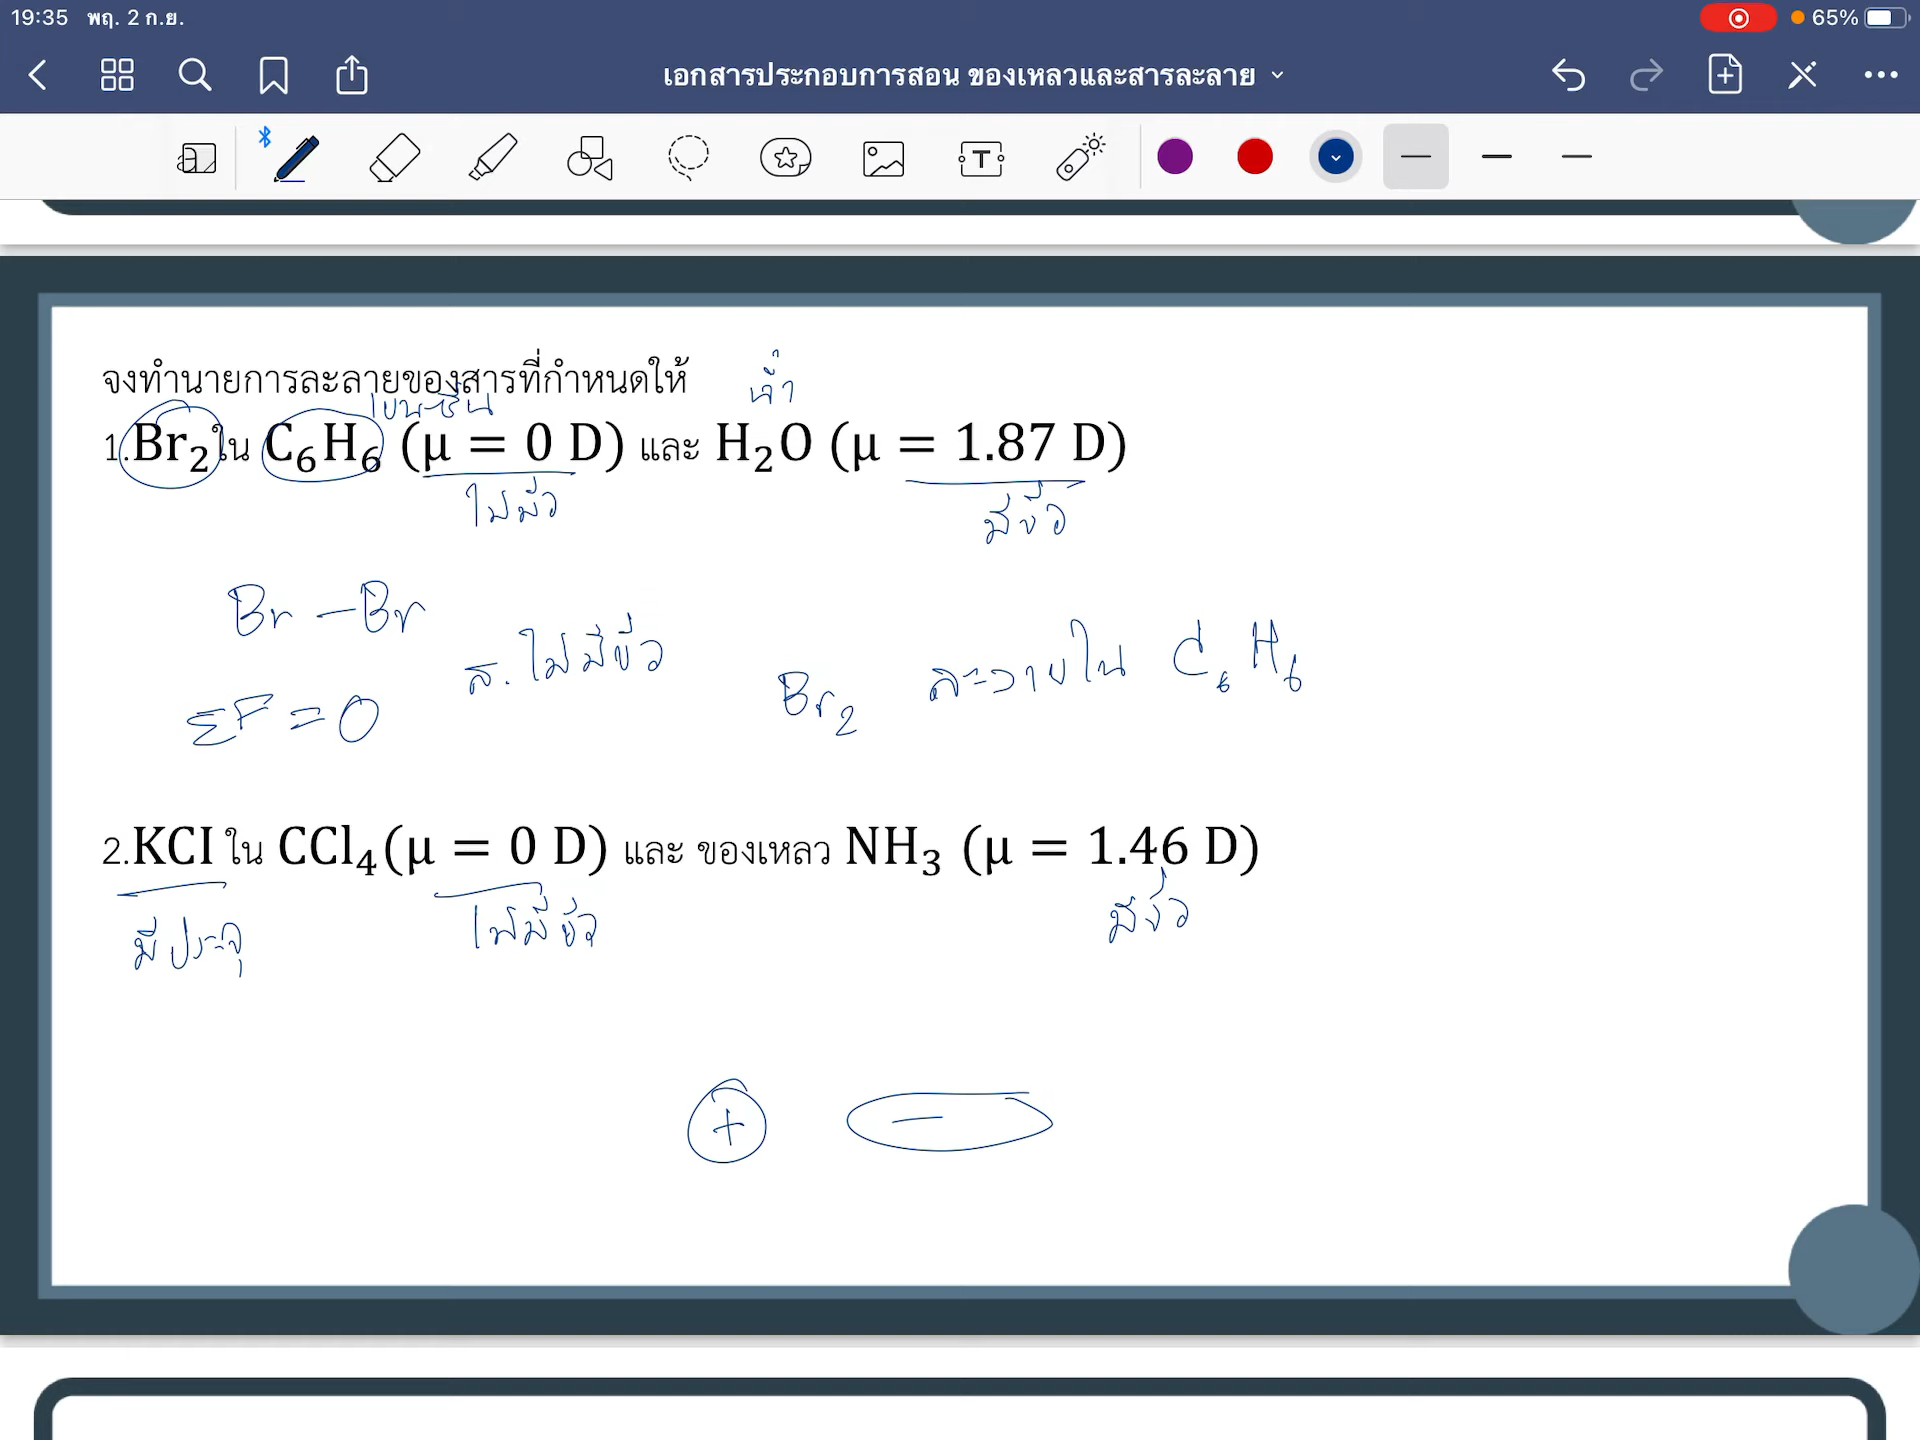 19:35 พฤ. 2 ก.ย.
65%
เอกสารประกอบการสอน ของเหลวและสารละลาย
T
จงทำนายการละลายของสารที่กำหนดให้
น้ำ
เบนซีน
1.Br₂ใน C₆H₆ (μ = 0 D) และ H₂O (μ = 1.87 D)
มีขั้ว
Br – Br
ส. ไม่มีขั้ว
Br₂ ละลายใน C₆H₆
ΣF = 0
2.KCl ใน CCl₄(μ = 0 D) และ ของเหลว NH₃ (μ = 1.46 D)
มีประจุ ไม่มีขั้ว มีขั้ว
+ −